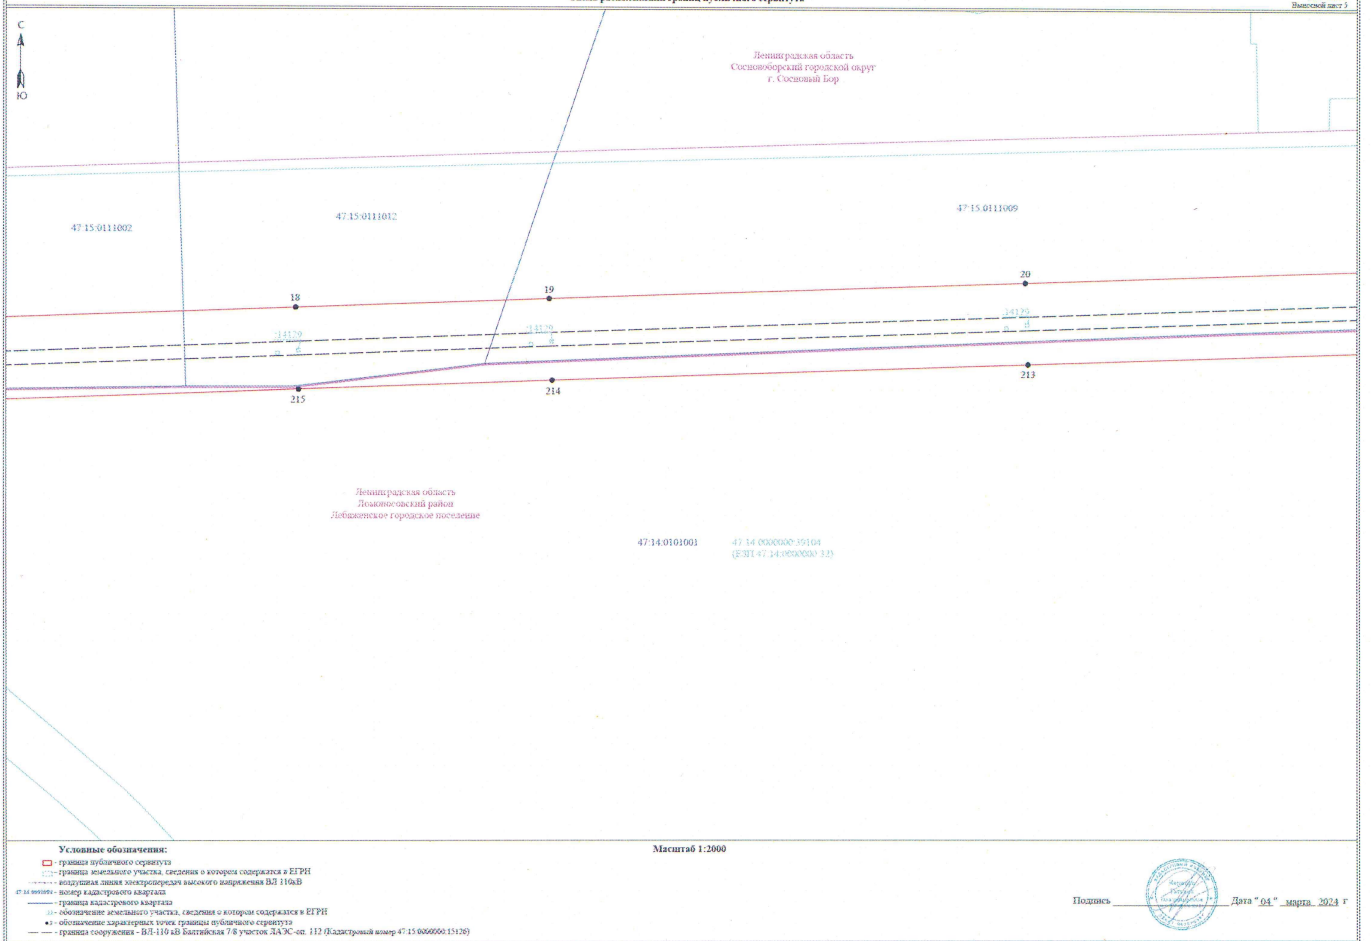 Выносной лист 5
С
Ю
Ленинградская область
Сосновоборский городской округ
г. Сосновый Бор
47:15:0111002
47:15:0111012
47:15:0111009
18
19
20
:14129
:14129
:14129
215
214
213
Ленинградская область
Ломоносовский район
Лебяженское городское поселение
47:14:0101001
47:14:0000000:39104
(ЕЗП 47:14:0000000:33)
Условные обозначения:
- граница публичного сервитута
- граница земельного участка, сведения о котором содержатся в ЕГРН
- воздушная линия электропередач высокого напряжения ВЛ 110кВ
- номер кадастрового квартала
- граница кадастрового квартала
- обозначение земельного участка, сведения о котором содержатся в ЕГРН
- обозначение характерных точек границы публичного сервитута
- граница сооружения - ВЛ-110 кВ Балтийская 7/8 участок ЛАЭС-оп. 112 (Кадастровый номер 47:15:0000000:15126)
Масштаб 1:2000
Подпись
Дата "04" марта 2024 г